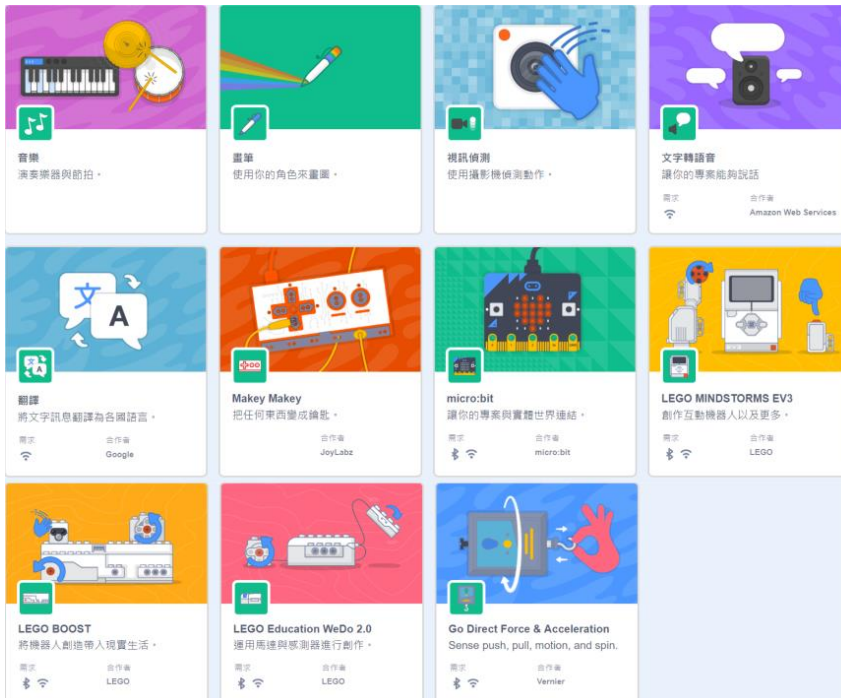 音樂
演奏樂器與節拍。
畫筆
使用你的角色來畫圖。
視訊偵測
使用攝影機偵測動作。
文字轉語音
讓你的專案能夠說話
需求 合作者
Amazon Web Services
文
A
翻譯
將文字訊息翻譯為各國語言。
需求 合作者
Google
Makey Makey
把任何東西變成鑰匙。
合作者
JoyLabz
micro:bit
讓你的專案與實體世界連結。
需求 合作者
micro:bit
LEGO MINDSTORMS EV3
創作互動機器人以及更多。
需求 合作者
LEGO
LEGO BOOST
將機器人創造帶入現實生活。
需求 合作者
LEGO
LEGO Education WeDo 2.0
運用馬達與感測器進行創作。
需求 合作者
LEGO
Go Direct Force & Acceleration
Sense push, pull, motion, and spin.
需求 合作者
Vernier